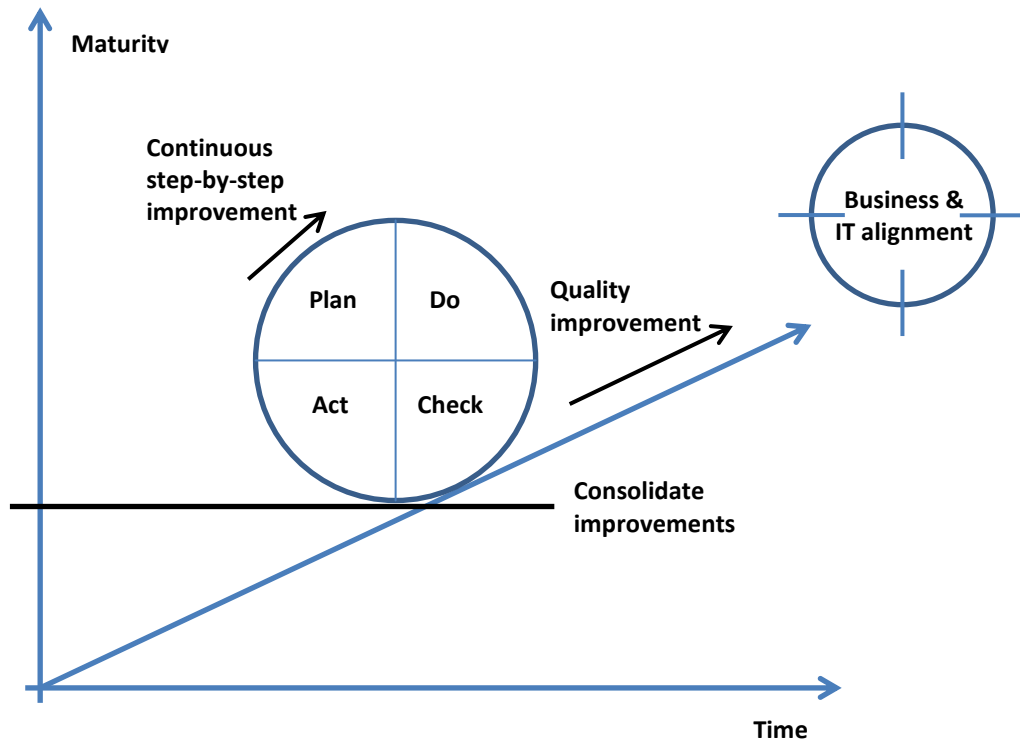 Maturity
Continuous
step-by-step
improvement
Business &
IT alignment
Plan
Do
Quality
improvement
Act
Check
Consolidate
improvements
Time